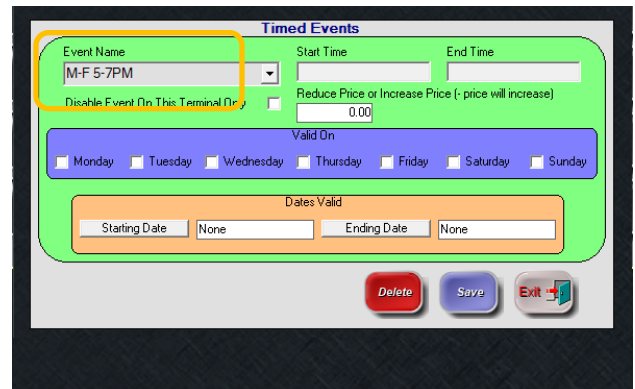 Timed Events
Event Name Start Time End Time
M-F 5-7PM
Disable Event On This Terminal Only Reduce Price or Increase Price (- price will increase)
0.00
Valid On
Monday Tuesday Wednesday Thursday Friday Saturday Sunday
Dates Valid
Starting Date None Ending Date None
Delete Save Exit